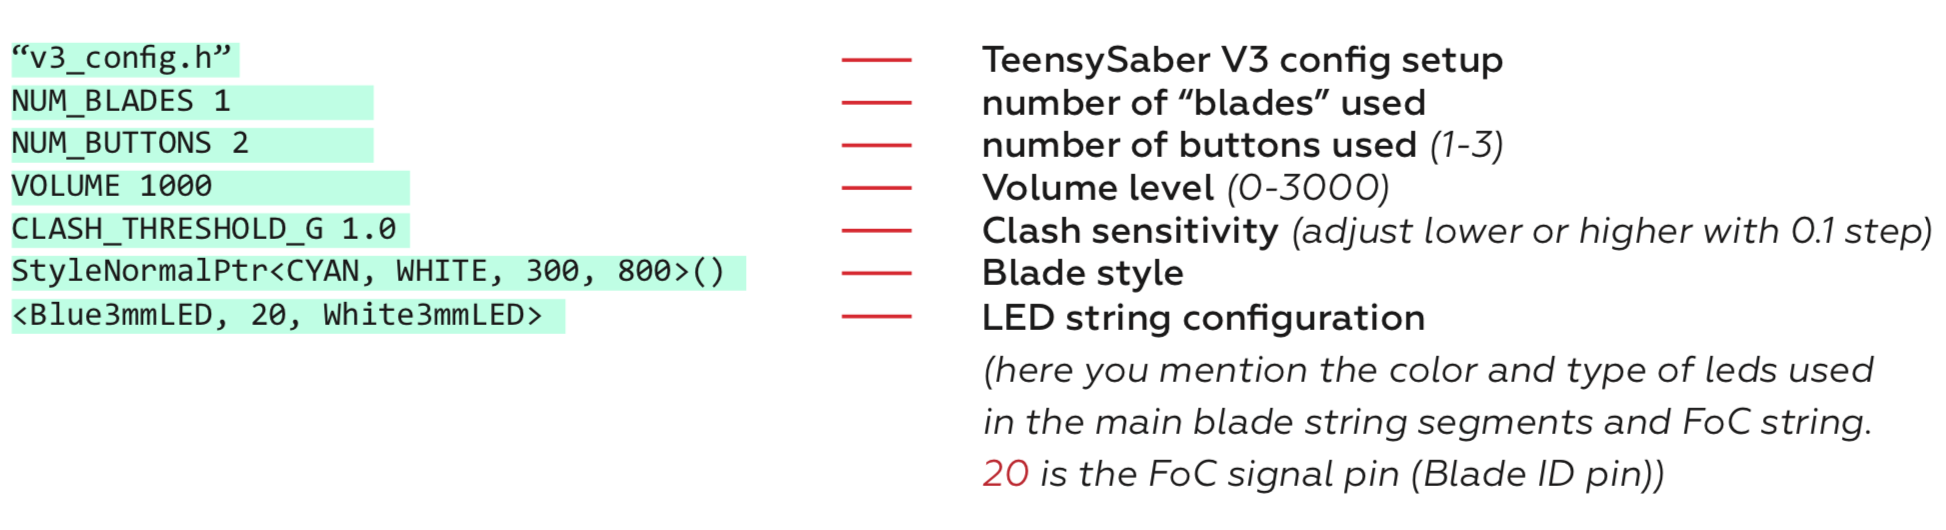 “v3_config.h” TeensySaber V3 config setup
NUM_BLADES 1 number of “blades” used
NUM_BUTTONS 2 number of buttons used (1-3)
VOLUME 1000 Volume level (0-3000)
CLASH_THRESHOLD_G 1.0 Clash sensitivity (adjust lower or higher with 0.1 step)
StyleNormalPtr<CYAN, WHITE, 300, 800>() Blade style
<Blue3mmLED, 20, White3mmLED> LED string configuration
(here you mention the color and type of leds used
in the main blade string segments and FoC string.
20 is the FoC signal pin (Blade ID pin))